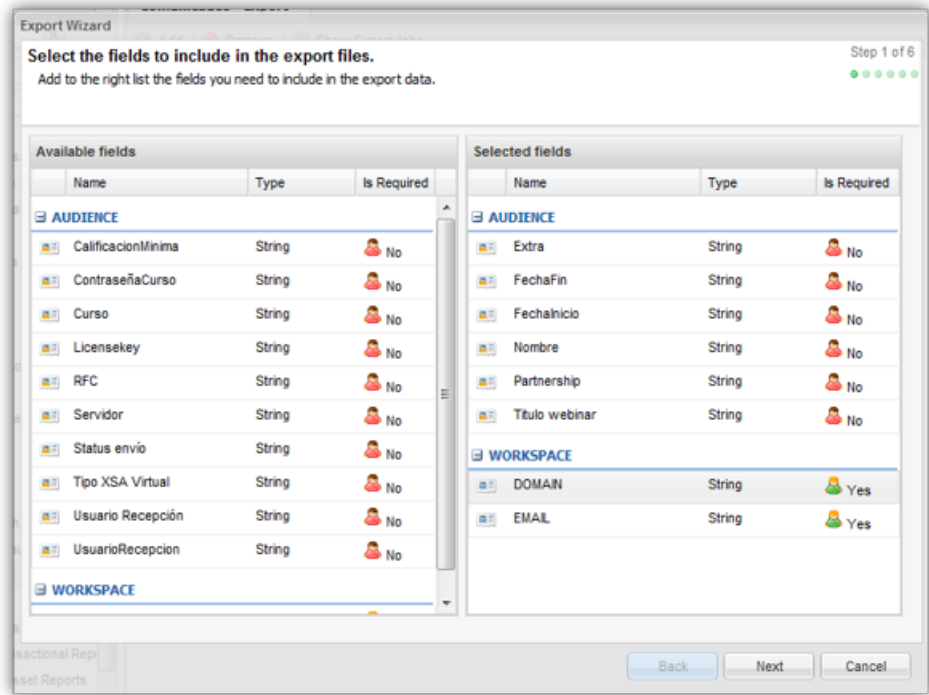 Export Wizard
Select the fields to include in the export files.
Step 1 of 6
Add to the right list the fields you need to include in the export data.
Available fields
Name Type Is Required
AUDIENCE
CalificacionMinima String No
ContraseñaCurso String No
Curso String No
Licensekey String No
RFC String No
Servidor String No
Status envío String No
Tipo XSA Virtual String No
Usuario Recepción String No
UsuarioRecepcion String No
WORKSPACE
Selected fields
Name Type Is Required
AUDIENCE
Extra String No
FechaFin String No
FechaInicio String No
Nombre String No
Partnership String No
Titulo webinar String No
WORKSPACE
DOMAIN String Yes
EMAIL String Yes
Back Next Cancel
sactional Rep
sset Reports